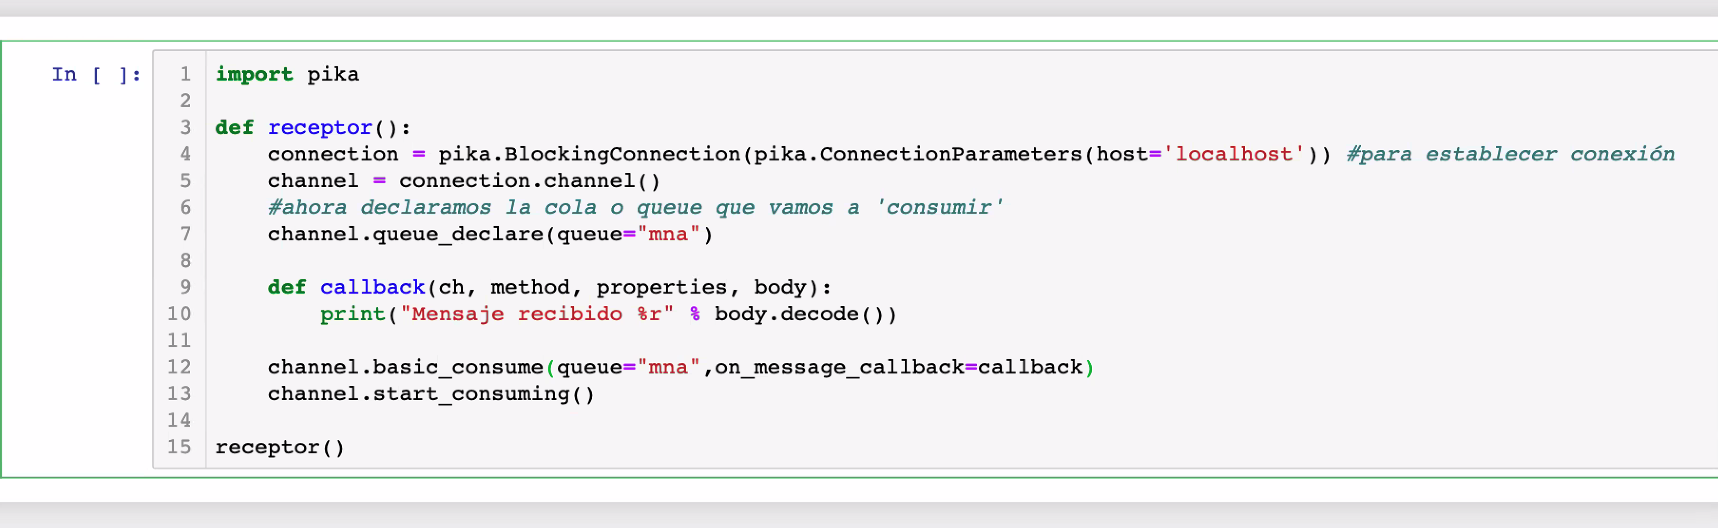 In [ ]:
1 import pika
2
3 def receptor():
4     connection = pika.BlockingConnection(pika.ConnectionParameters(host='localhost')) #para establecer conexión
5     channel = connection.channel()
6     #ahora declaramos la cola o queue que vamos a 'consumir'
7     channel.queue_declare(queue="mna")
8
9     def callback(ch, method, properties, body):
10         print("Mensaje recibido %r" % body.decode())
11
12     channel.basic_consume(queue="mna",on_message_callback=callback)
13     channel.start_consuming()
14
15 receptor()